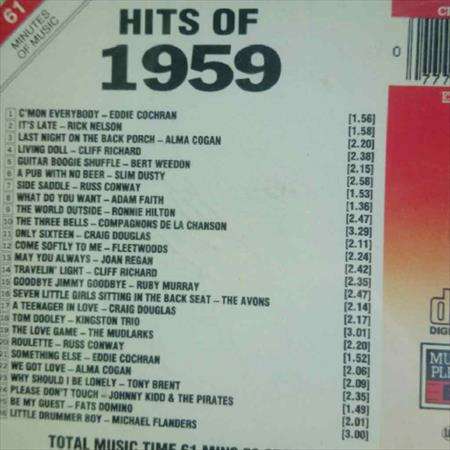 61
MINUTES
OF MUSIC
HITS OF
1959
1 C'MON EVERYBODY – EDDIE COCHRAN [1.56]
2 IT'S LATE – RICK NELSON [1.58]
3 LAST NIGHT ON THE BACK PORCH – ALMA COGAN [2.20]
4 LIVING DOLL – CLIFF RICHARD [2.38]
5 GUITAR BOOGIE SHUFFLE – BERT WEEDON [2.15]
6 A PUB WITH NO BEER – SLIM DUSTY [2.58]
7 SIDE SADDLE – RUSS CONWAY [1.53]
8 WHAT DO YOU WANT – ADAM FAITH [1.36]
9 THE WORLD OUTSIDE – RONNIE HILTON [2.47]
10 THE THREE BELLS – COMPAGNONS DE LA CHANSON [3.29]
11 ONLY SIXTEEN – CRAIG DOUGLAS [2.11]
12 COME SOFTLY TO ME – FLEETWOODS [2.24]
13 MAY YOU ALWAYS – JOAN REGAN [2.42]
14 TRAVELIN' LIGHT – CLIFF RICHARD [2.35]
15 GOODBYE JIMMY GOODBYE – RUBY MURRAY [2.47]
16 SEVEN LITTLE GIRLS SITTING IN THE BACK SEAT – THE AVONS [2.14]
17 A TEENAGER IN LOVE – CRAIG DOUGLAS [2.17]
18 TOM DOOLEY – KINGSTON TRIO [3.01]
19 THE LOVE GAME – THE MUDLARKS [2.20]
20 ROULETTE – RUSS CONWAY [1.52]
21 SOMETHING ELSE – EDDIE COCHRAN [2.06]
22 WE GOT LOVE – ALMA COGAN [2.09]
23 WHY SHOULD I BE LONELY – TONY BRENT [2.35]
24 PLEASE DON'T TOUCH – JOHNNY KIDD & THE PIRATES [1.49]
25 BE MY GUEST – FATS DOMINO [2.01]
26 LITTLE DRUMMER BOY – MICHAEL FLANDERS [3.00]
TOTAL MUSIC TIME 61 MINS
0